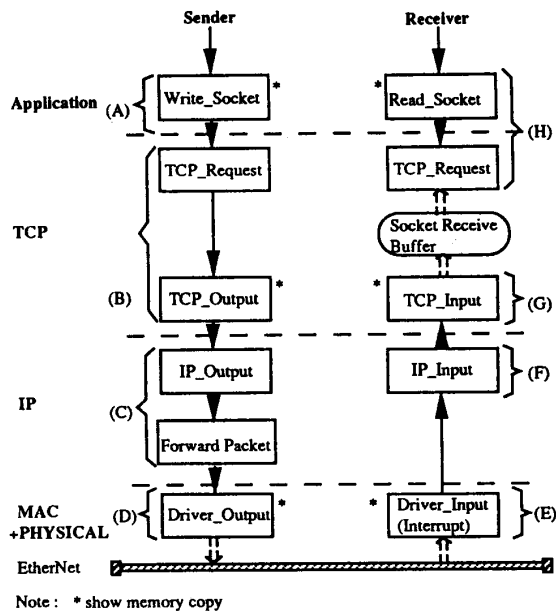 Sender Receiver
Application (A) Write_Socket * * Read_Socket (H)
TCP_Request TCP_Request
TCP
Socket Receive
Buffer
(B) TCP_Output * * TCP_Input (G)
IP_Output IP_Input (F)
IP (C)
Forward Packet
MAC (D) Driver_Output * * Driver_Input (E)
+PHYSICAL (Interrupt)
EtherNet
Note : * show memory copy